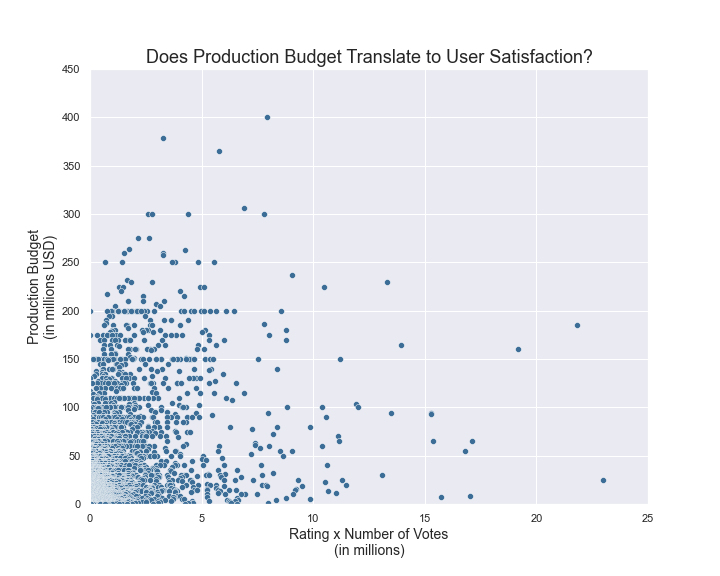 Does Production Budget Translate to User Satisfaction?
450
400
350
300
250
200
150
100
50
0
Production Budget
(in millions USD)
0 5 10 15 20 25
Rating x Number of Votes
(in millions)